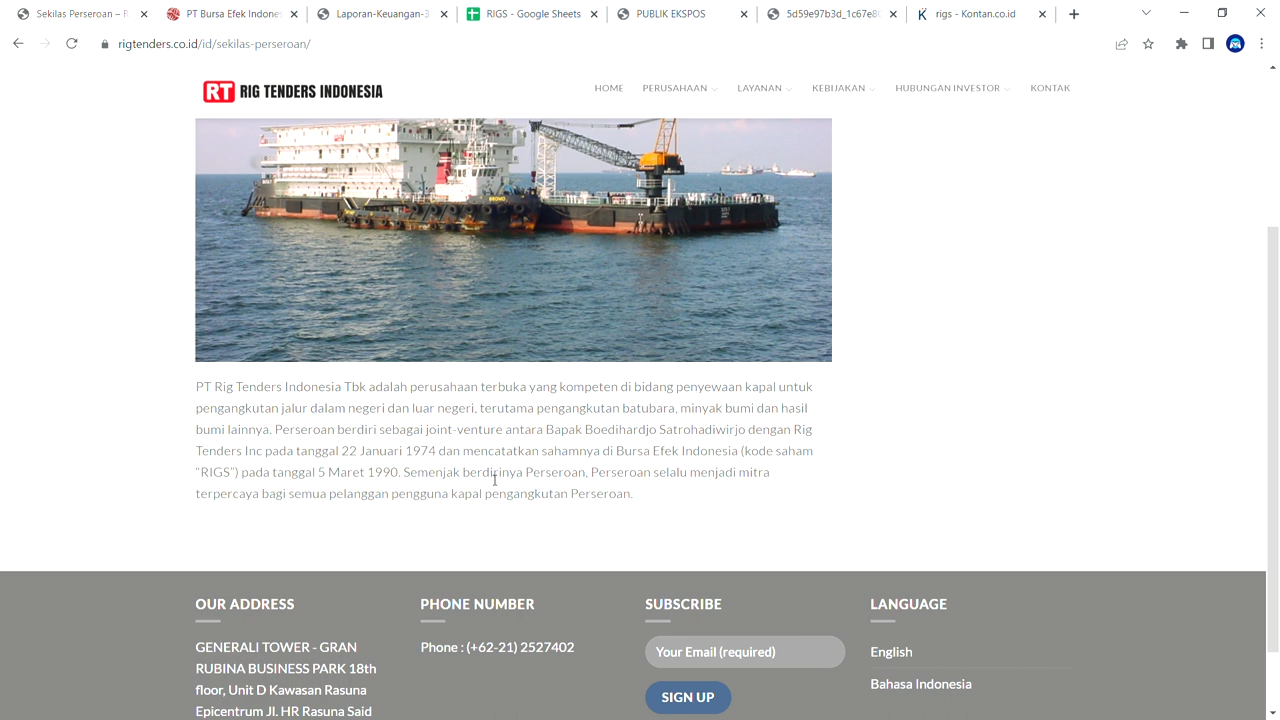 Sekilas Perseroan – R
PT Bursa Efek Indones
Laporan-Keuangan-3
RIGS - Google Sheets
PUBLIK EKSPOS
5d59e97b3d_1c67e80
rigs - Kontan.co.id
rigtenders.co.id/id/sekilas-perseroan/
RT RIG TENDERS INDONESIA
HOME PERUSAHAAN LAYANAN KEBIJAKAN HUBUNGAN INVESTOR KONTAK
BROMO
PT Rig Tenders Indonesia Tbk adalah perusahaan terbuka yang kompeten di bidang penyewaan kapal untuk
pengangkutan jalur dalam negeri dan luar negeri, terutama pengangkutan batubara, minyak bumi dan hasil
bumi lainnya. Perseroan berdiri sebagai joint-venture antara Bapak Boedihardjo Satrohadiwirjo dengan Rig
Tenders Inc pada tanggal 22 Januari 1974 dan mencatatkan sahamnya di Bursa Efek Indonesia (kode saham
“RIGS”) pada tanggal 5 Maret 1990. Semenjak berdirinya Perseroan, Perseroan selalu menjadi mitra
terpercaya bagi semua pelanggan pengguna kapal pengangkutan Perseroan.
OUR ADDRESS
GENERALI TOWER - GRAN
RUBINA BUSINESS PARK 18th
floor, Unit D Kawasan Rasuna
Epicentrum Jl. HR Rasuna Said
PHONE NUMBER
Phone : (+62-21) 2527402
SUBSCRIBE
Your Email (required)
SIGN UP
LANGUAGE
English
Bahasa Indonesia